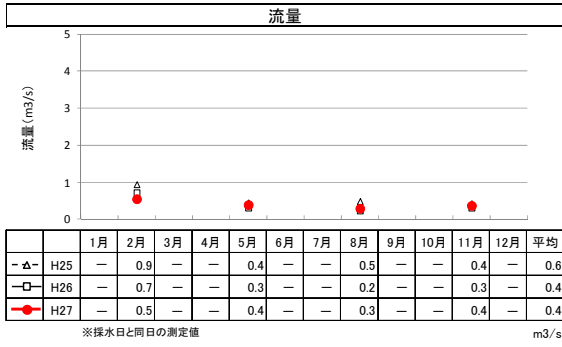 流量
流量(m3/s)
5
4
3
2
1
0
1月 2月 3月 4月 5月 6月 7月 8月 9月 10月 11月 12月 平均
H25 － 0.9 － － 0.4 － － 0.5 － － 0.4 － 0.6
H26 － 0.7 － － 0.3 － － 0.2 － － 0.3 － 0.4
H27 － 0.5 － － 0.4 － － 0.3 － － 0.4 － 0.4
※採水日と同日の測定値 m3/s